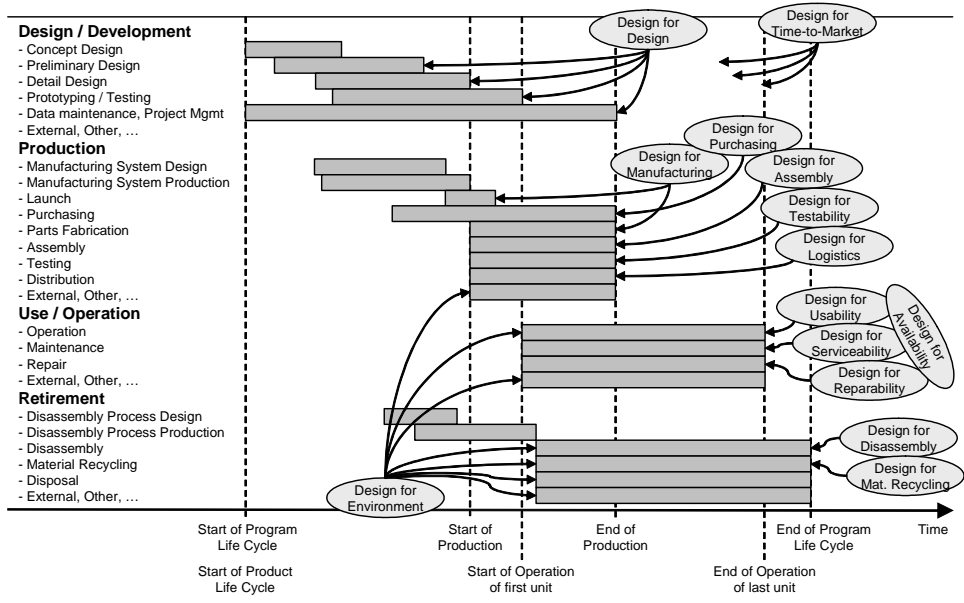 Design / Development
- Concept Design
- Preliminary Design
- Detail Design
- Prototyping / Testing
- Data maintenance, Project Mgmt
- External, Other, …
Production
- Manufacturing System Design
- Manufacturing System Production
- Launch
- Purchasing
- Parts Fabrication
- Assembly
- Testing
- Distribution
- External, Other, …
Use / Operation
- Operation
- Maintenance
- Repair
- External, Other, …
Retirement
- Disassembly Process Design
- Disassembly Process Production
- Disassembly
- Material Recycling
- Disposal
- External, Other, …
Design for
Design
Design for
Time-to-Market
Design for
Purchasing
Design for
Manufacturing
Design for
Assembly
Design for
Testability
Design for
Logistics
Design for
Usability
Design for
Serviceability
Design for
Reparability
Design for
Availability
Design for
Disassembly
Design for
Mat. Recycling
Design for
Environment
Start of Program
Life Cycle
Start of
Production
End of
Production
End of Program
Life Cycle
Time
Start of Product
Life Cycle
Start of Operation
of first unit
End of Operation
of last unit